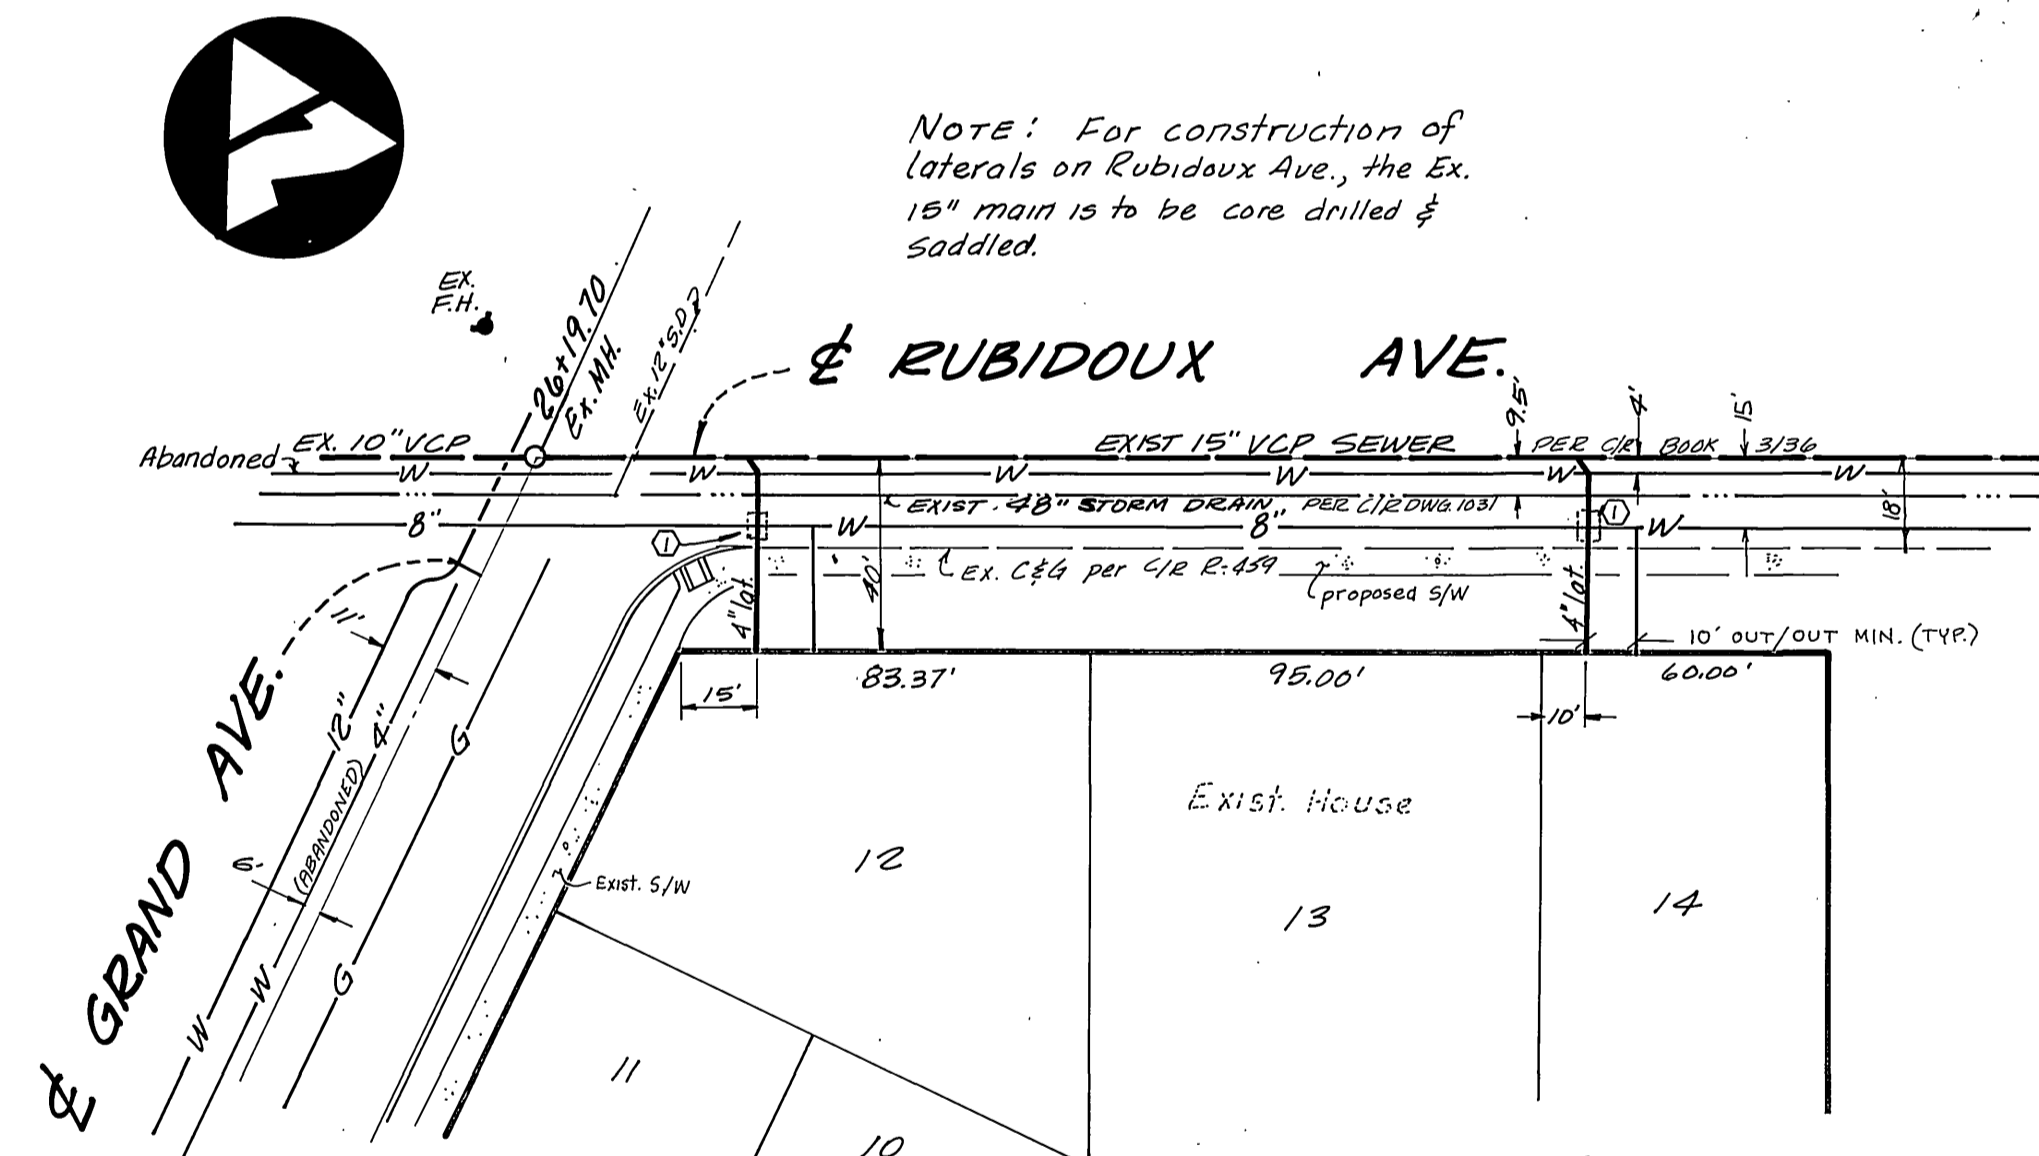 NOTE: For construction of
laterals on Rubidoux Ave., the Ex.
15" main is to be core drilled &
saddled.
EX.
F.H.
26+19.70
Ex. MH.
Ex. 12" S.D.
℄ RUBIDOUX AVE.
9.5'
4'
15'
Abandoned
EX. 10" VCP
EXIST 15" VCP SEWER PER C/R BOOK 3/36
W W W W W W
EXIST. 48" STORM DRAIN, PER C/R DWG. 1031
18'
8" W 8" W
1
1
40'
EX. C&G per C/R R-459
proposed S/W
4" lat.
4" lat.
10' OUT/OUT MIN. (TYP.)
11'
83.37'
95.00'
60.00'
15'
10'
℄ GRAND AVE.
12"
4"
(ABANDONED)
G
Exist. House
12
Exist. S/W
13
14
G
W
W
11
10